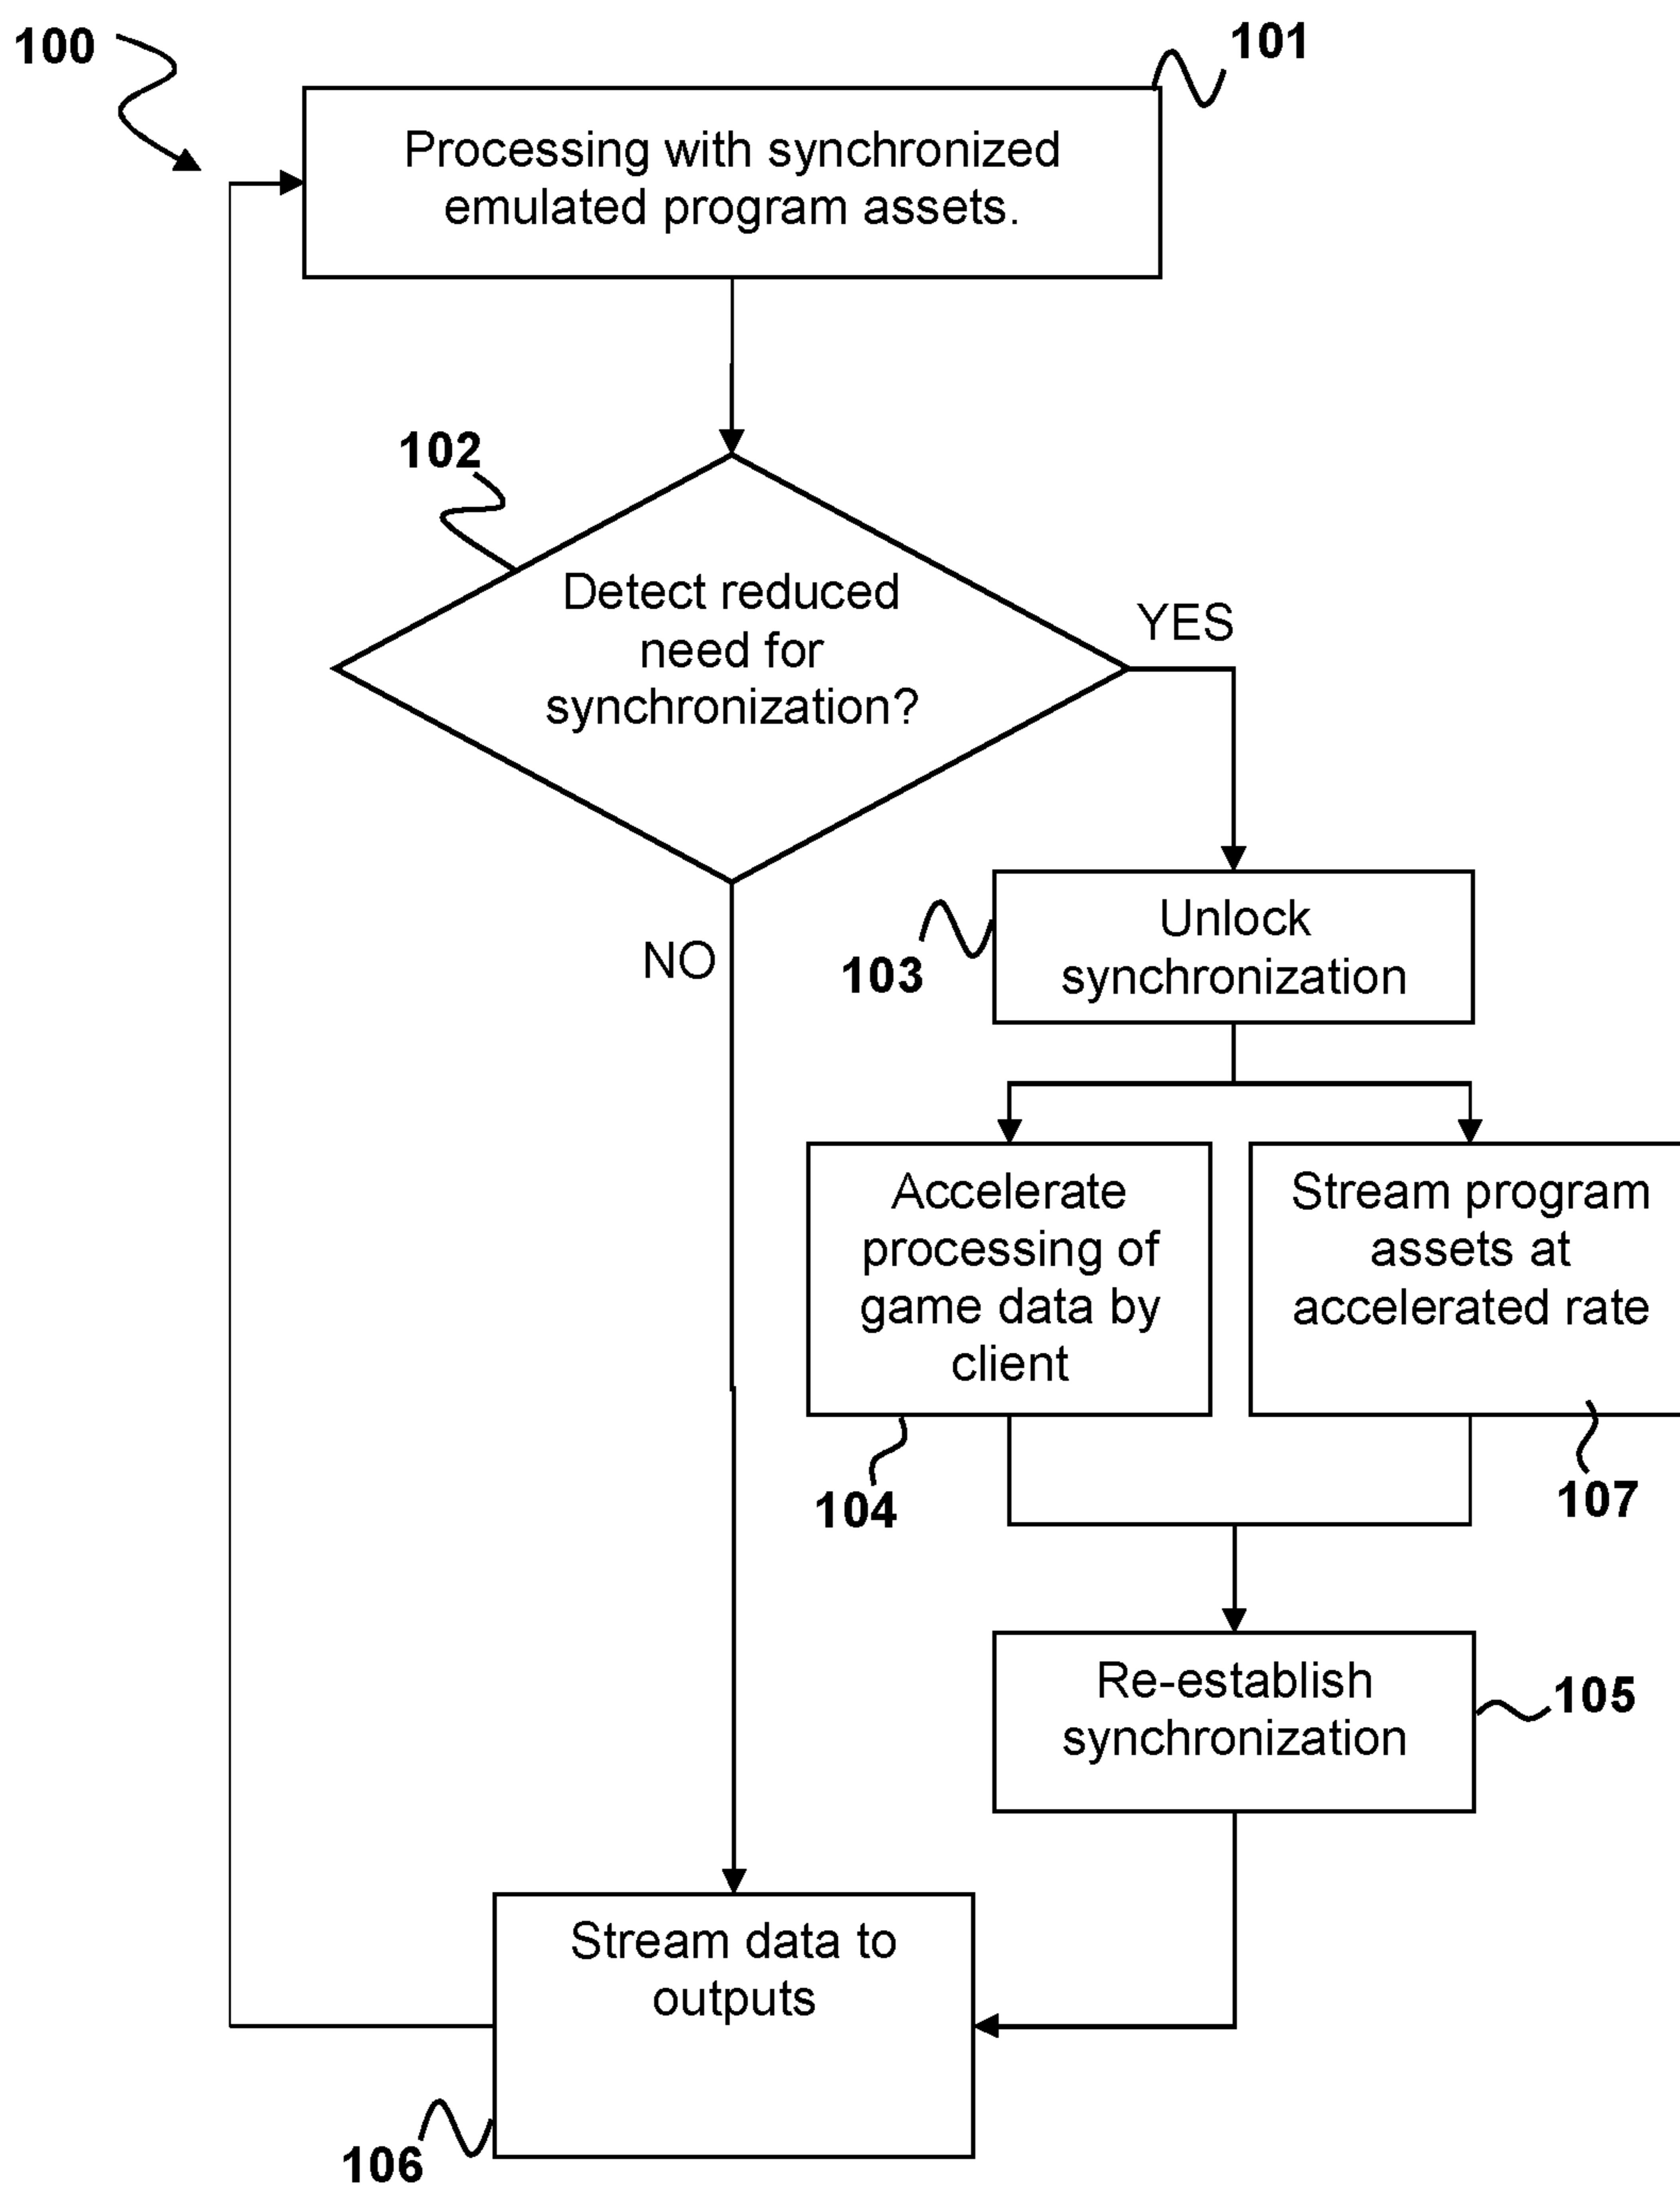 100
101
Processing with synchronized
emulated program assets.
102
Detect reduced
need for
synchronization?
YES
NO
103
Unlock
synchronization
Accelerate
processing of
game data by
client
104
Stream program
assets at
accelerated rate
107
Re-establish
synchronization
105
Stream data to
outputs
106